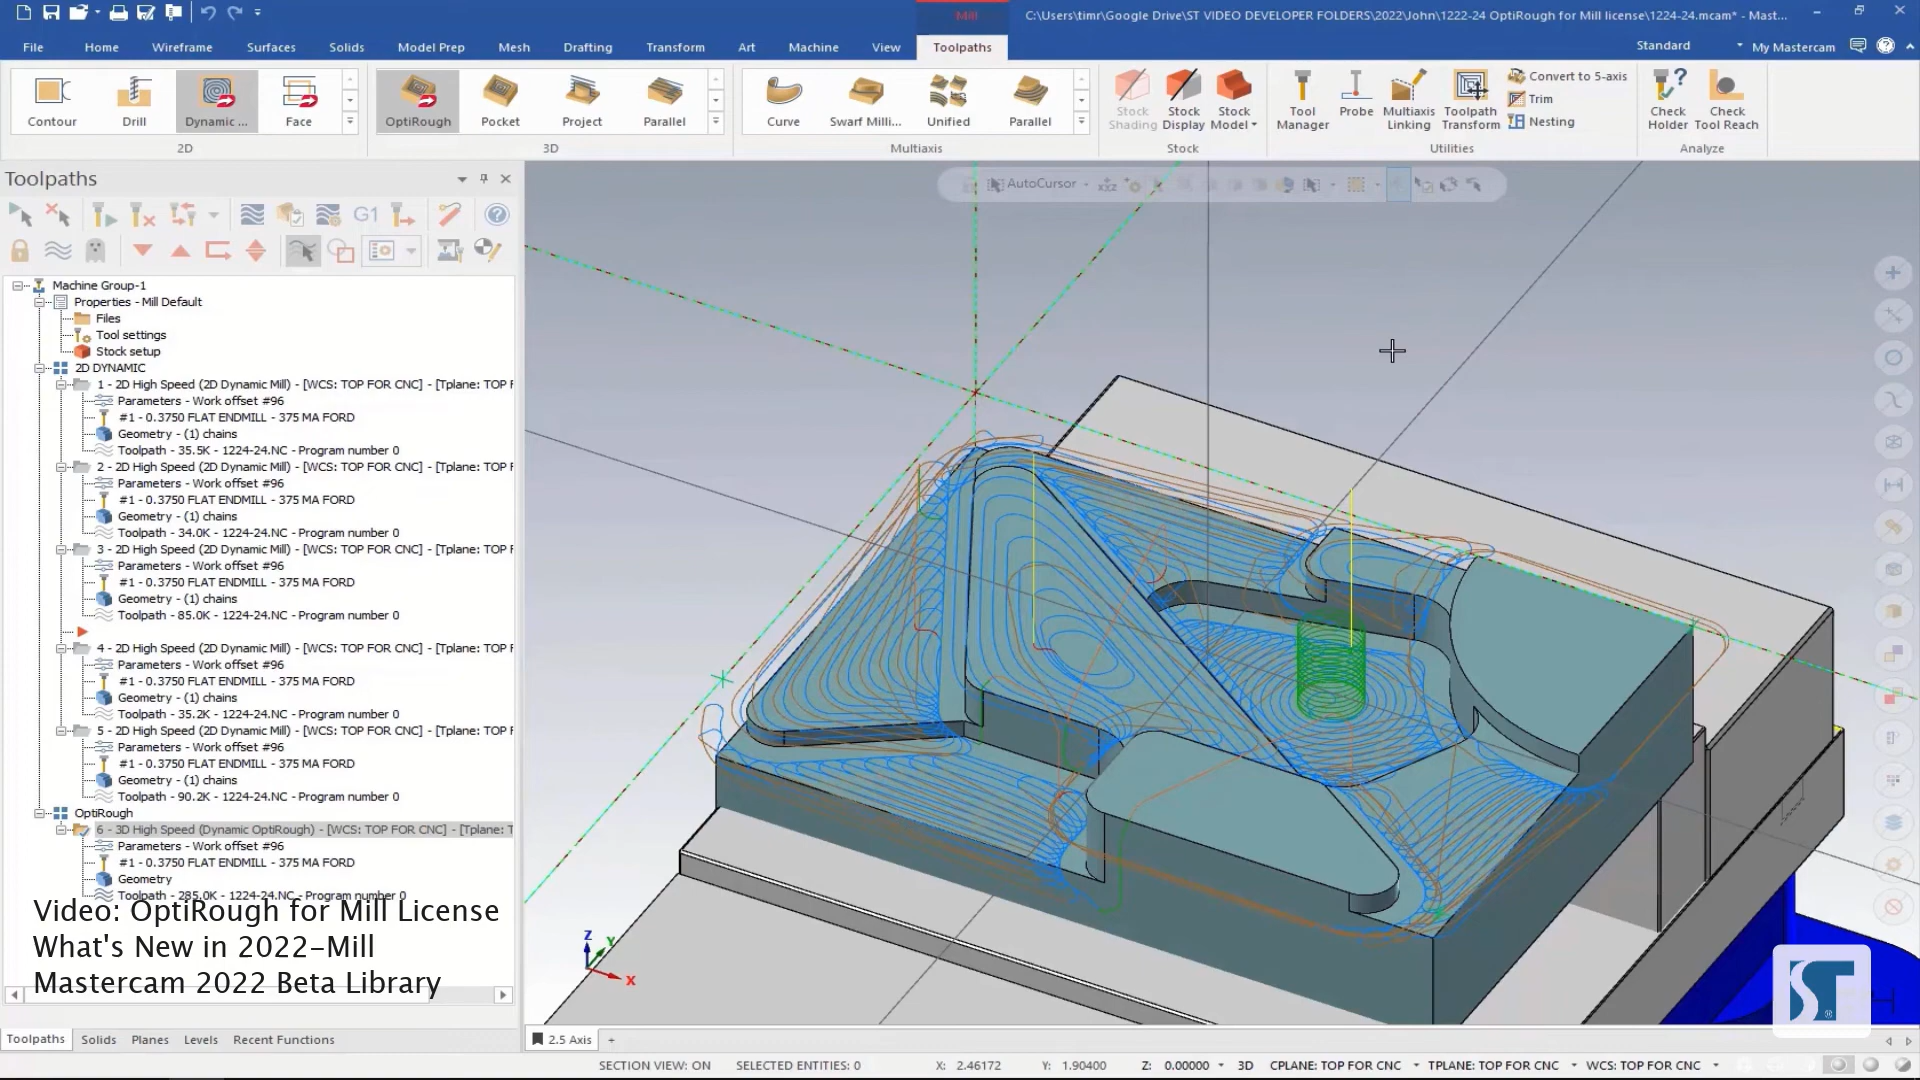 Mill
C:\Users\timr\Google Drive\ST VIDEO DEVELOPER FOLDERS\2022\John\1222-24 OptiRough for Mill license\1224-24.mcam* - Mast...
File Home Wireframe Surfaces Solids Model Prep Mesh Drafting Transform Art Machine View Toolpaths
Standard My Mastercam
Contour Drill Dynamic ... Face
2D
OptiRough Pocket Project Parallel
3D
Curve Swarf Milli... Unified Parallel
Multiaxis
Stock Shading Stock Display Stock Model
Stock
Tool Manager Probe Multiaxis Linking Toolpath Transform
Convert to 5-axis
Trim
Nesting
Utilities
Check Holder Check Tool Reach
Analyze
Toolpaths
G1
AutoCursor
Machine Group-1
Properties - Mill Default
Files
Tool settings
Stock setup
2D DYNAMIC
1 - 2D High Speed (2D Dynamic Mill) - [WCS: TOP FOR CNC] - [Tplane: TOP F
Parameters - Work offset #96
#1 - 0.3750 FLAT ENDMILL - 375 MA FORD
Geometry - (1) chains
Toolpath - 35.5K - 1224-24.NC - Program number 0
2 - 2D High Speed (2D Dynamic Mill) - [WCS: TOP FOR CNC] - [Tplane: TOP F
Parameters - Work offset #96
#1 - 0.3750 FLAT ENDMILL - 375 MA FORD
Geometry - (1) chains
Toolpath - 34.0K - 1224-24.NC - Program number 0
3 - 2D High Speed (2D Dynamic Mill) - [WCS: TOP FOR CNC] - [Tplane: TOP F
Parameters - Work offset #96
#1 - 0.3750 FLAT ENDMILL - 375 MA FORD
Geometry - (1) chains
Toolpath - 85.0K - 1224-24.NC - Program number 0
4 - 2D High Speed (2D Dynamic Mill) - [WCS: TOP FOR CNC] - [Tplane: TOP F
Parameters - Work offset #96
#1 - 0.3750 FLAT ENDMILL - 375 MA FORD
Geometry - (1) chains
Toolpath - 35.2K - 1224-24.NC - Program number 0
5 - 2D High Speed (2D Dynamic Mill) - [WCS: TOP FOR CNC] - [Tplane: TOP F
Parameters - Work offset #96
#1 - 0.3750 FLAT ENDMILL - 375 MA FORD
Geometry - (1) chains
Toolpath - 90.2K - 1224-24.NC - Program number 0
OptiRough
6 - 3D High Speed (Dynamic OptiRough) - [WCS: TOP FOR CNC] - [Tplane: T
Parameters - Work offset #96
#1 - 0.3750 FLAT ENDMILL - 375 MA FORD
Geometry
Toolpath - 285.0K - 1224-24.NC - Program number 0
Video: OptiRough for Mill License
What's New in 2022-Mill
Mastercam 2022 Beta Library
Z
Y
X
ST
Toolpaths Solids Planes Levels Recent Functions
2.5 Axis +
SECTION VIEW: ON SELECTED ENTITIES: 0 X: 2.46172 Y: 1.90400 Z: 0.00000 3D CPLANE: TOP FOR CNC TPLANE: TOP FOR CNC WCS: TOP FOR CNC